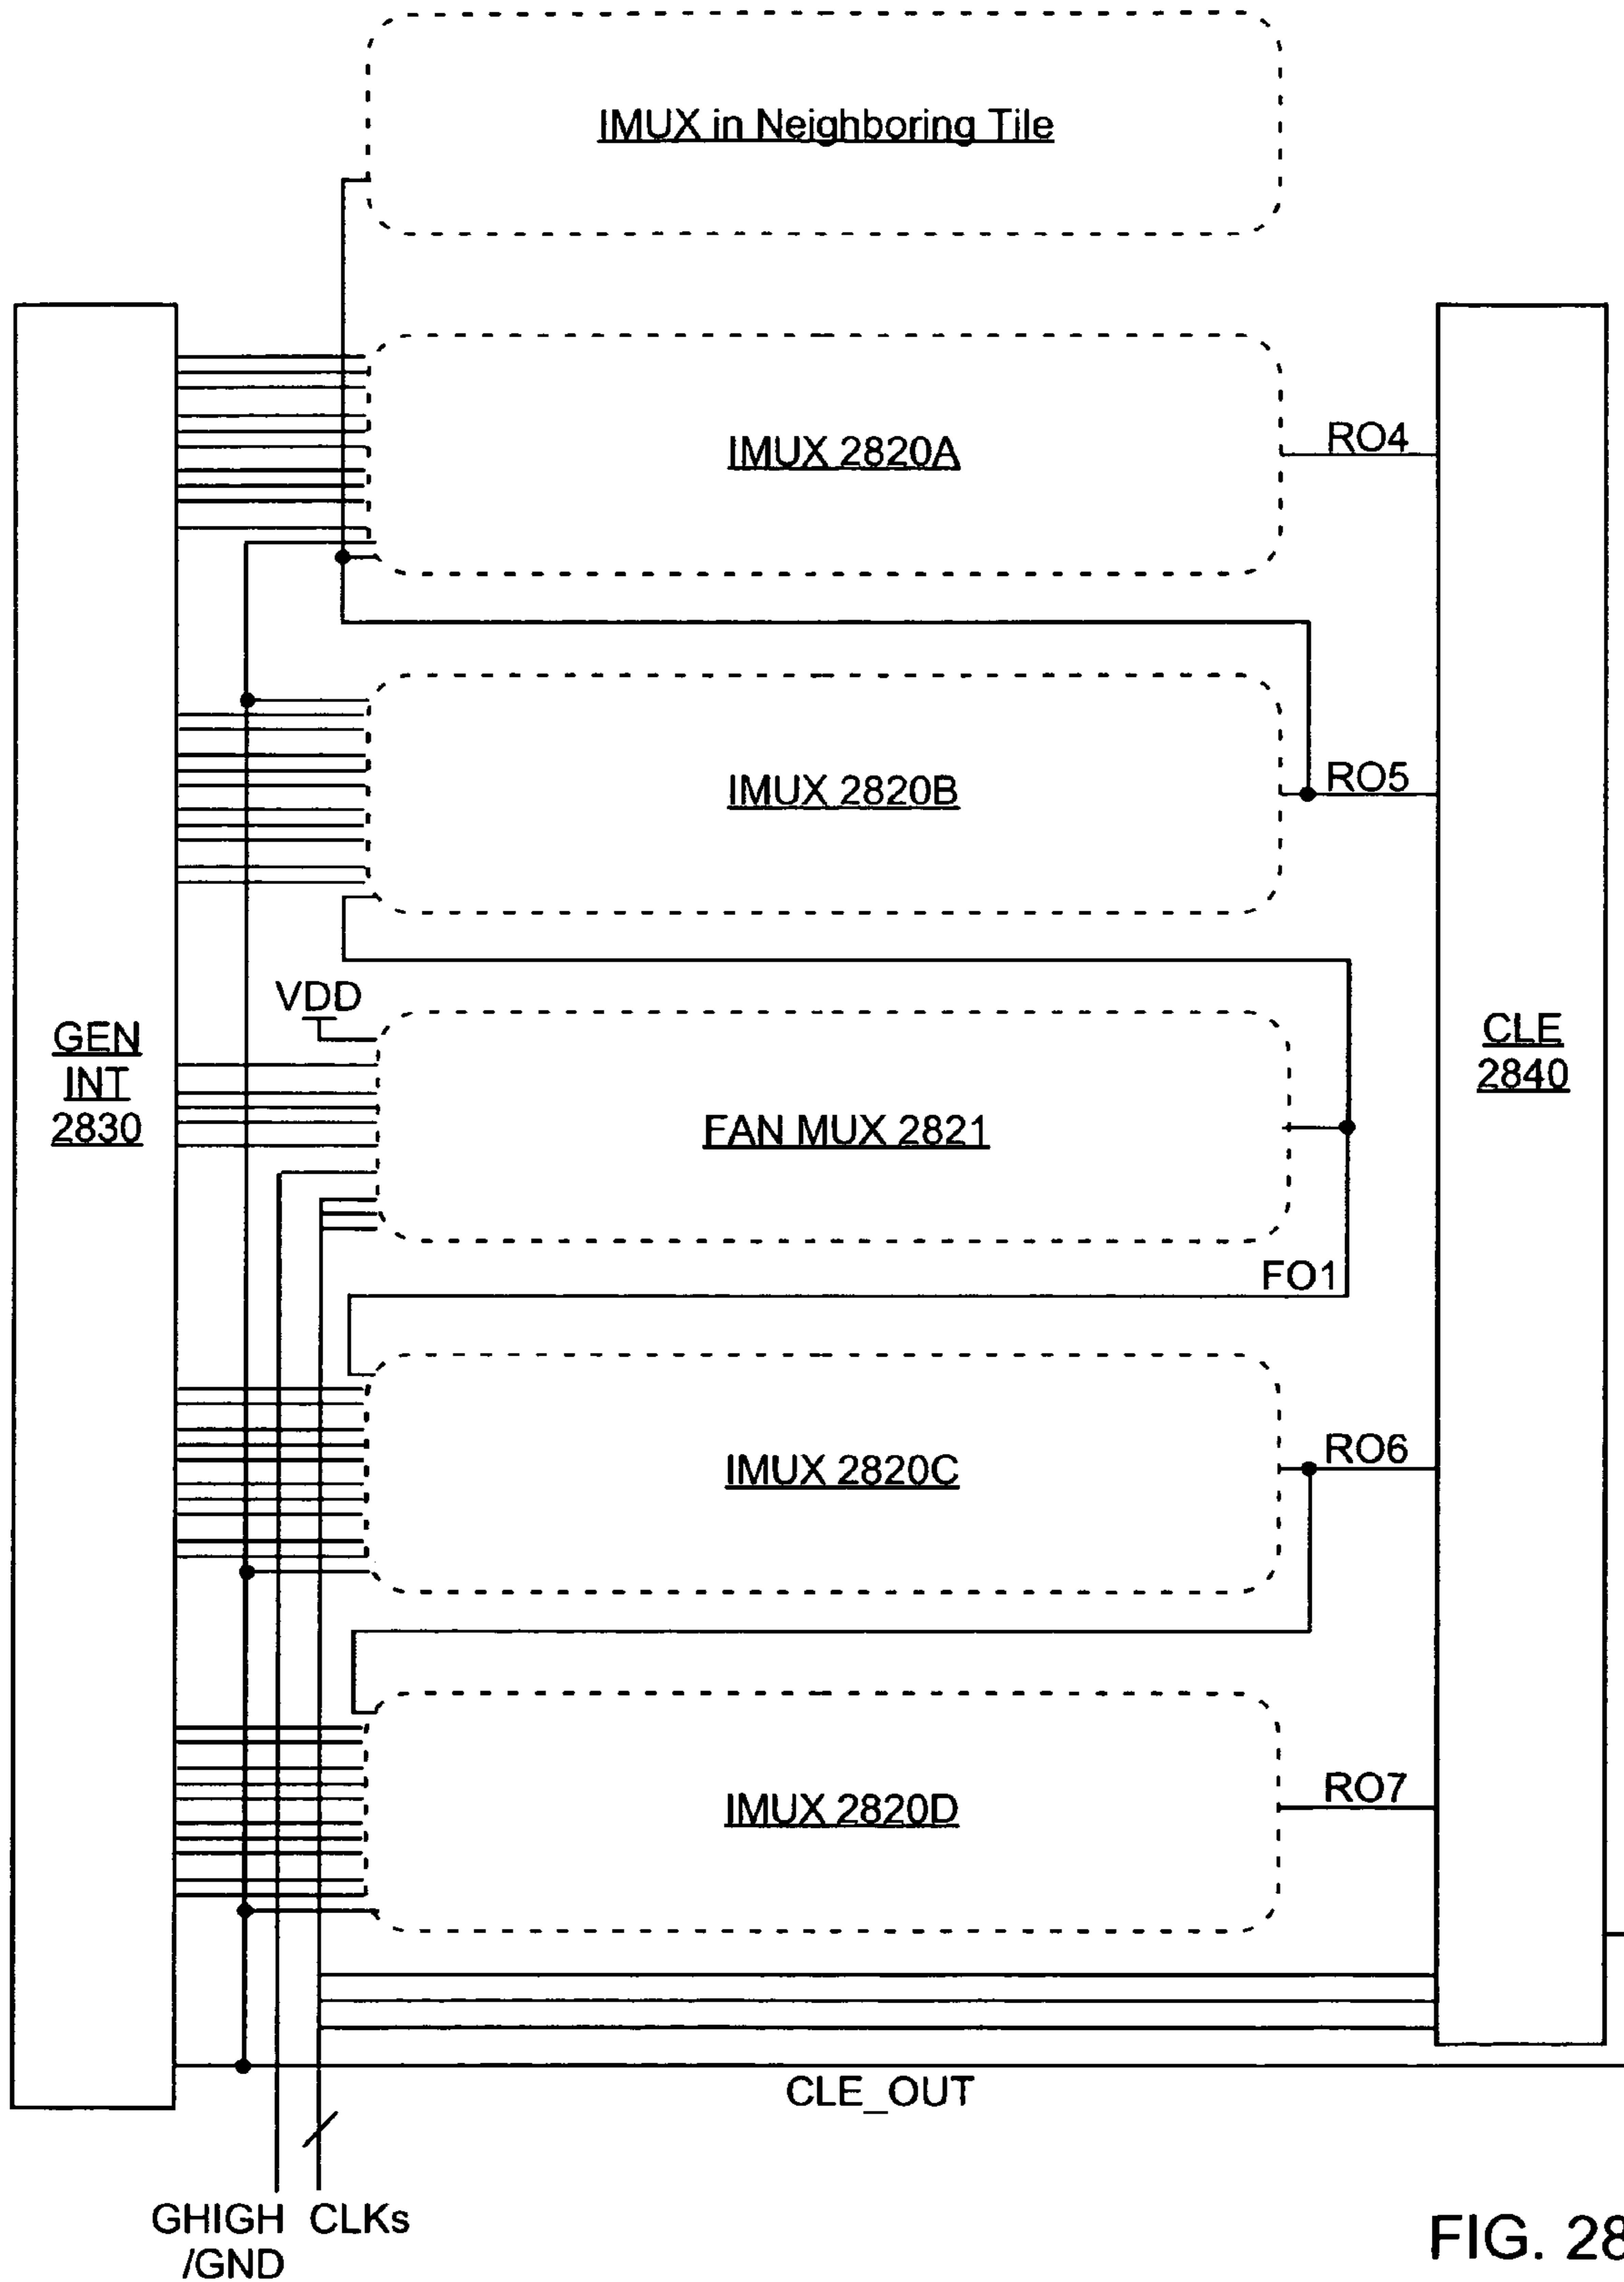 IMUX in Neighboring Tile
IMUX 2820A
RO4
IMUX 2820B
RO5
VDD
GEN
INT
2830
FAN MUX 2821
CLE
2840
FO1
IMUX 2820C
RO6
IMUX 2820D
RO7
CLE_OUT
GHIGH
/GND
CLKs
FIG. 28